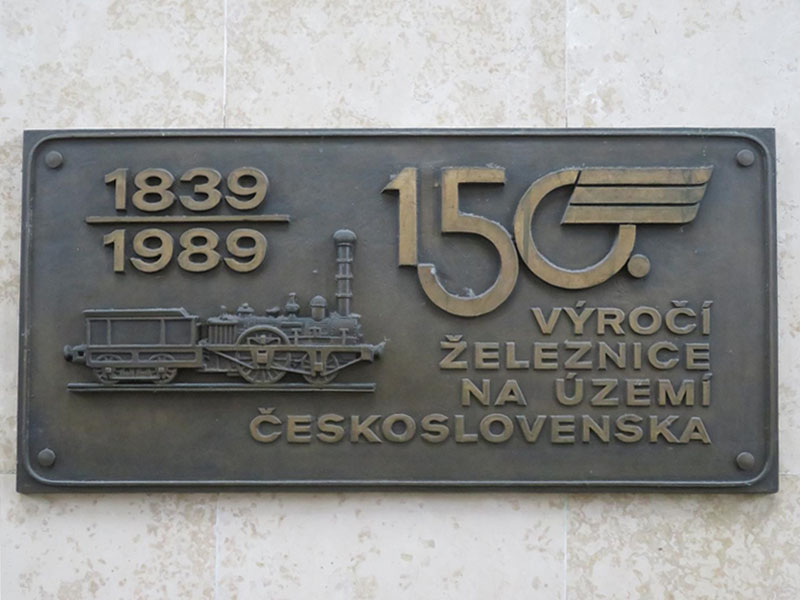 1839
1989
150.
VÝROČÍ
ŽELEZNICE
NA ÚZEMÍ
ČESKOSLOVENSKA